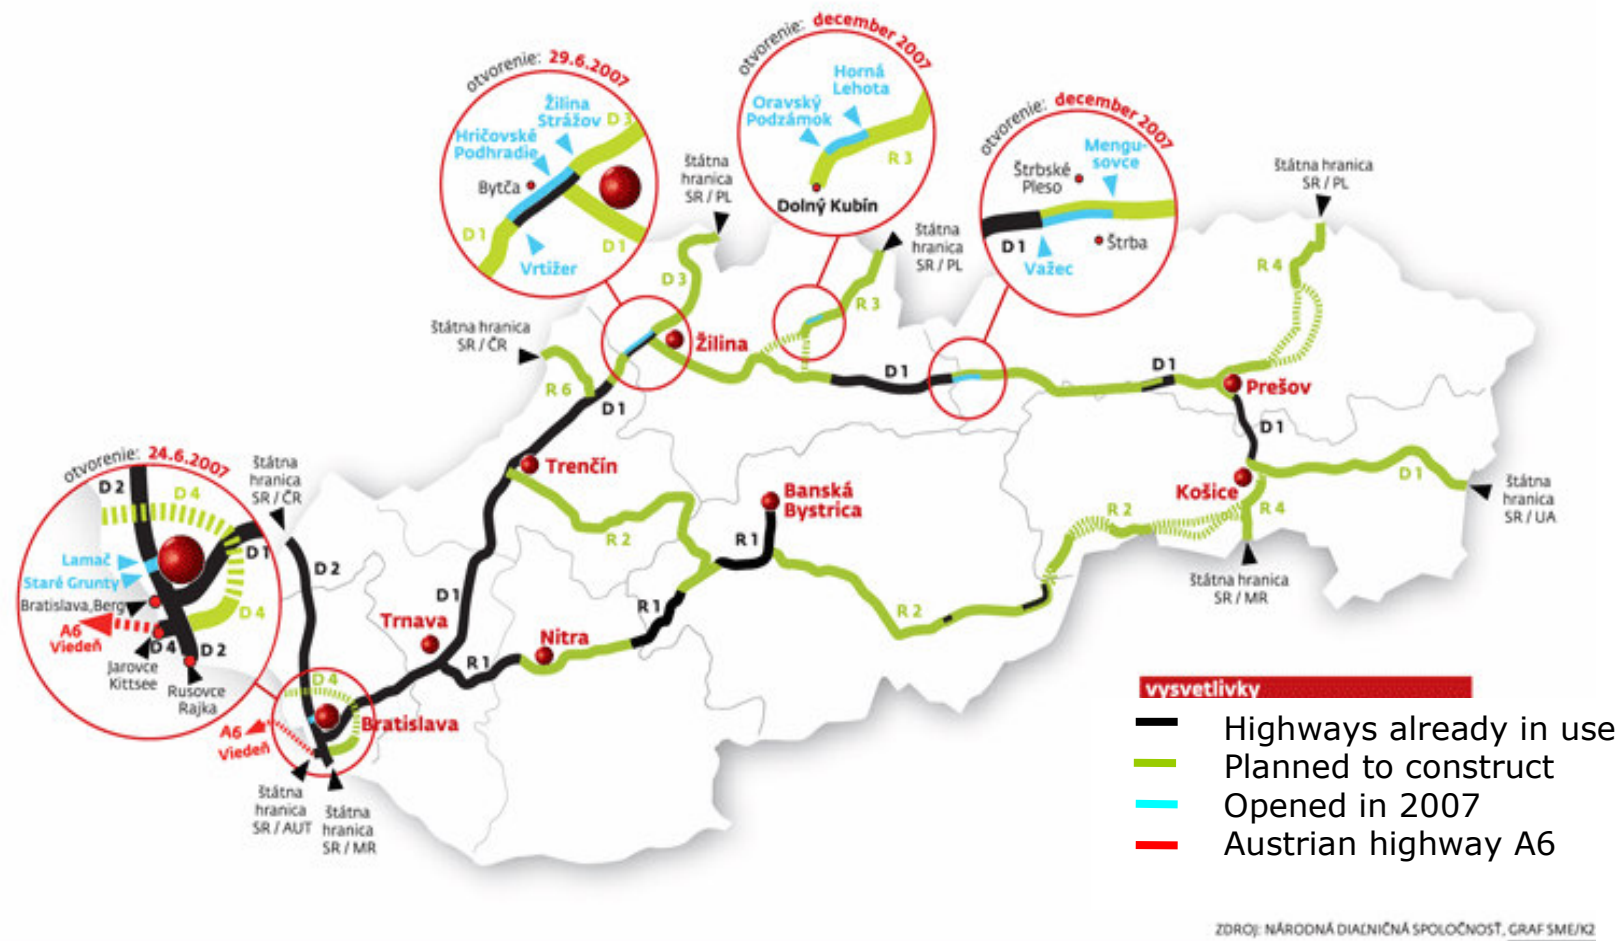 otvorenie: 29.6.2007
Žilina
Strážov
D 3
Hričovské
Podhradie
Bytča
D 1
D 1
Vrtižer
otvorenie: december 2007
Horná
Lehota
Oravský
Podzámok
R 3
Dolný Kubín
otvorenie: december 2007
Mengu-
sovce
Štrbské
Pleso
D 1
Štrba
Važec
štátna
hranica
SR / PL
štátna
hranica
SR / PL
štátna hranica
SR / PL
R 4
D 3
R 3
štátna hranica
SR / ČR
Žilina
R 6
D 1
D 1
D 1
Prešov
D 1
Trenčín
Banská
Bystrica
Košice
D 1
štátna
hranica
SR / UA
R 2
R 4
R 2
R 1
štátna hranica
SR / MR
otvorenie: 24.6.2007
štátna
hranica
SR / ČR
D 2
D 4
D 1
Lamač
Staré Grunty
Bratislava,Berg
D 4
A6
Viedeň
D 4
D 2
Jarovce
Kittsee
Rusovce
Rajka
D 2
D 1
Trnava
R 1
R 1
Nitra
R 2
D 4
Bratislava
A6
Viedeň
štátna
hranica
SR / AUT
štátna
hranica
SR / MR
vysvetlivky
Highways already in use
Planned to construct
Opened in 2007
Austrian highway A6
ZDROJ: NÁRODNÁ DIAĽNIČNÁ SPOLOČNOSŤ, GRAF SME/K2